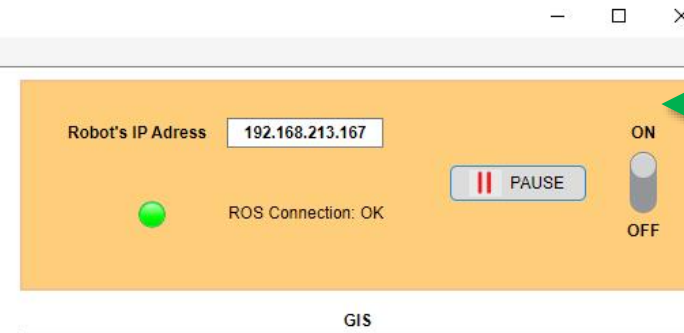 Robot's IP Adress 192.168.213.167
ON
PAUSE
ROS Connection: OK
OFF
GIS